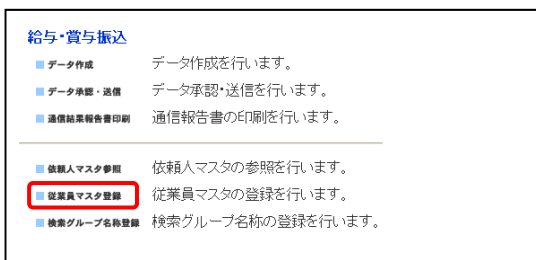 給与・賞与振込
データ作成 データ作成を行います。
データ承認・送信 データ承認・送信を行います。
通信結果報告書印刷 通信報告書の印刷を行います。
依頼人マスタ参照 依頼人マスタの参照を行います。
従業員マスタ登録 従業員マスタの登録を行います。
検索グループ名称登録 検索グループ名称の登録を行います。